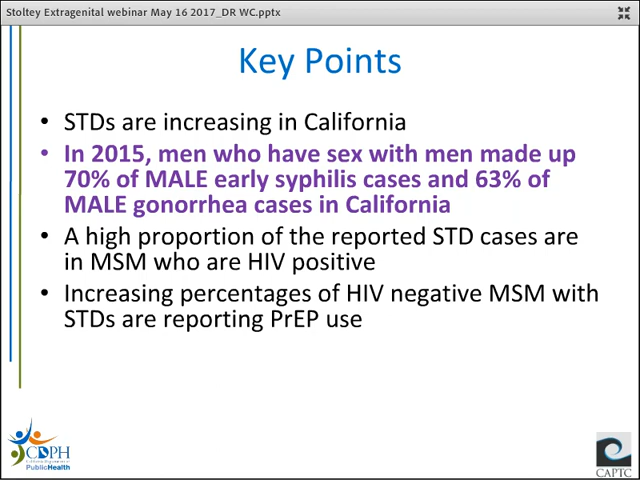 Stoltey Extragenital webinar May 16 2017_DR WC.pptx
Key Points
• STDs are increasing in California
• In 2015, men who have sex with men made up
70% of MALE early syphilis cases and 63% of
MALE gonorrhea cases in California
• A high proportion of the reported STD cases are
in MSM who are HIV positive
• Increasing percentages of HIV negative MSM with
STDs are reporting PrEP use
CDPH
PublicHealth
CAPTC